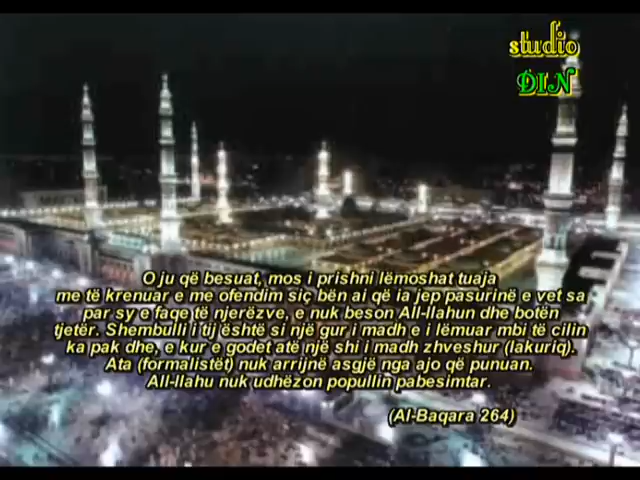 studio
DIN
O ju që besuat, mos i prishni lëmoshat tuaja
me të krenuar e me ofendim siç bën ai që ia jep pasurinë e vet sa
par sy e faqe të njerëzve, e nuk beson All-llahun dhe botën
tjetër. Shembulli i tij është si një gur i madh e i lëmuar mbi të cilin
ka pak dhe, e kur e godet atë një shi i madh zhveshur (lakuriq).
Ata (formalistët) nuk arrijnë asgjë nga ajo që punuan.
All-llahu nuk udhëzon popullin pabesimtar.
(Al-Baqara 264)